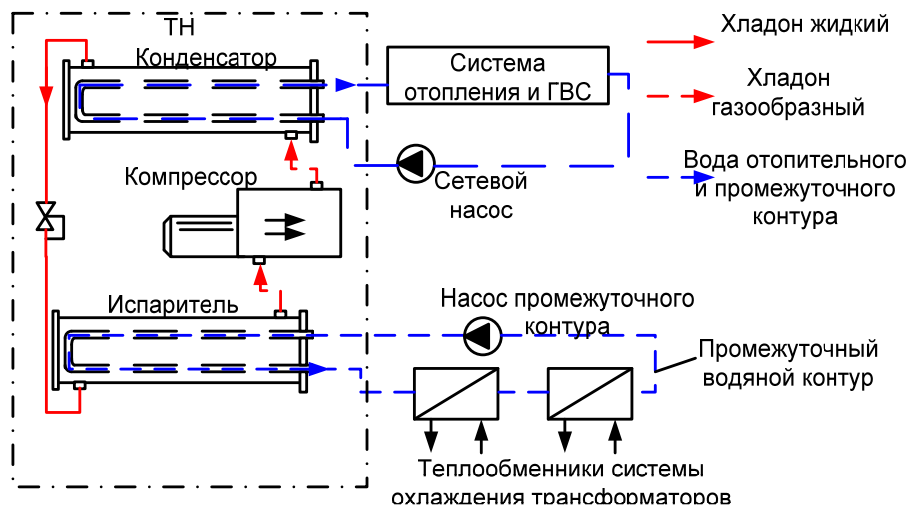 ТН
Конденсатор
Система
отопления и ГВС
Хладон жидкий
Хладон
газообразный
Вода отопительного
и промежуточного
контура
Сетевой
насос
Компрессор
Испаритель
Насос промежуточного
контура
Промежуточный
водяной контур
Теплообменники системы
охлаждения трансформаторов